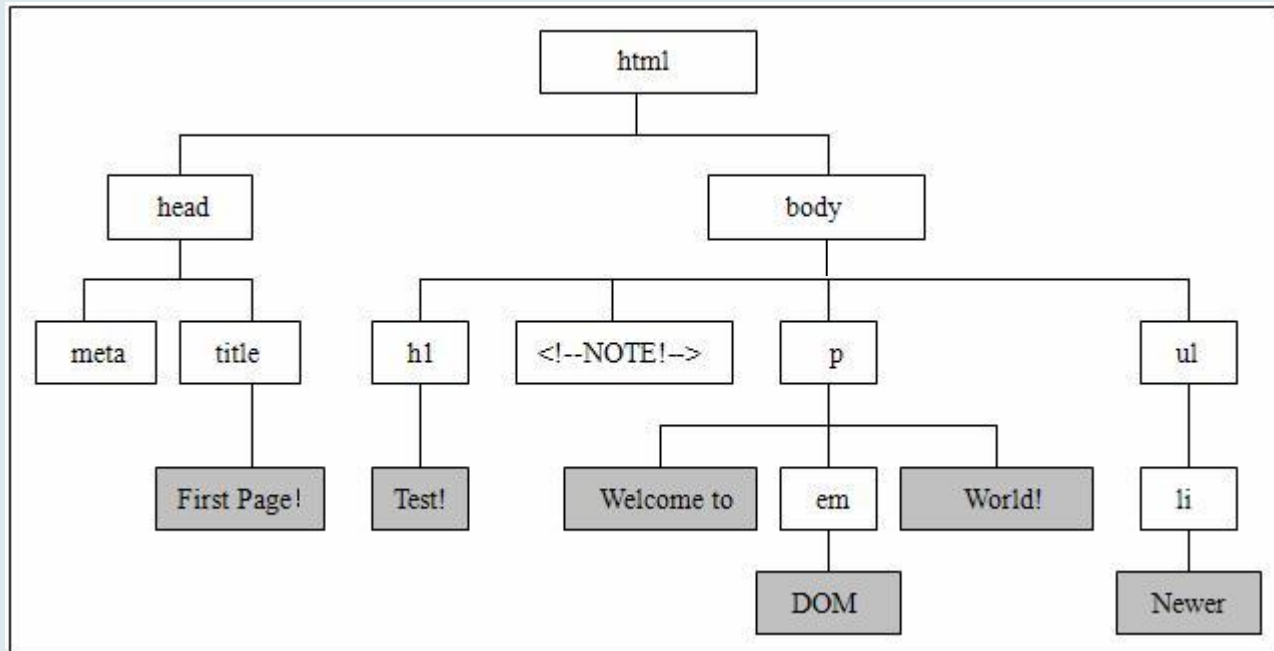 html
head
body
meta
title
h1
<!--NOTE!-->
p
ul
First Page!
Test!
Welcome to
em
World!
li
DOM
Newer